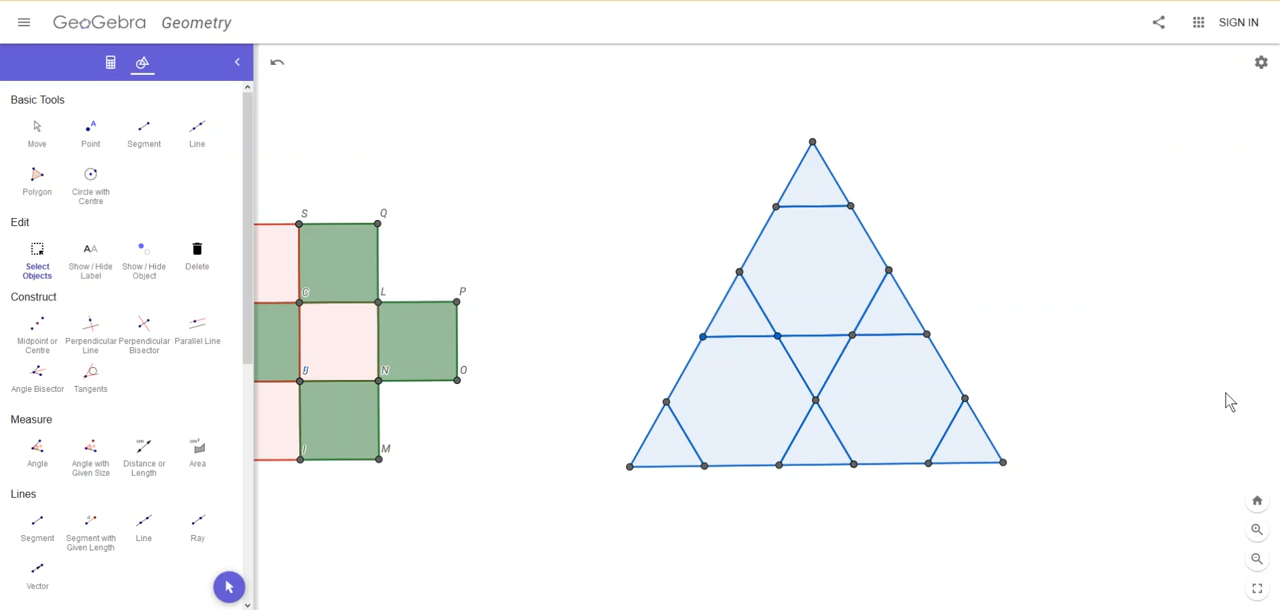 GeoGebra Geometry
SIGN IN
Basic Tools
Move Point Segment Line
Polygon Circle with Centre
Edit
Select Objects Show / Hide Label Show / Hide Object Delete
Construct
Midpoint or Centre Perpendicular Line Perpendicular Bisector Parallel Line
Angle Bisector Tangents
Measure
Angle Angle with Given Size Distance or Length Area
Lines
Segment Segment with Given Length Line Ray
Vector
S Q
C L P
N O
I M